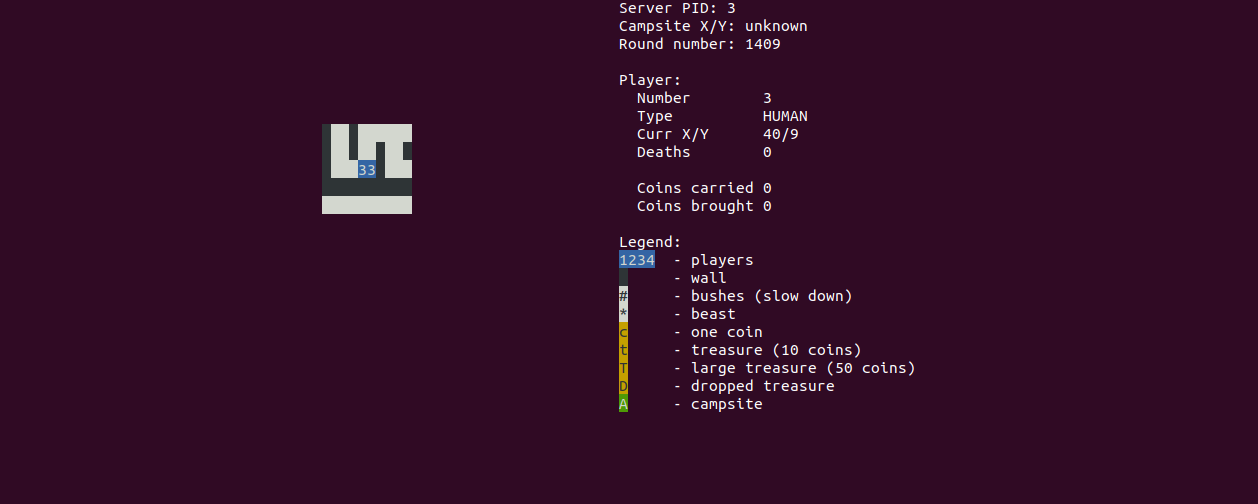 Server PID: 3
Campsite X/Y: unknown
Round number: 1409
Player:
Number 3
Type HUMAN
Curr X/Y 40/9
Deaths 0
33
Coins carried 0
Coins brought 0
Legend:
1234 - players
- wall
# - bushes (slow down)
* - beast
c - one coin
t - treasure (10 coins)
T - large treasure (50 coins)
D - dropped treasure
A - campsite